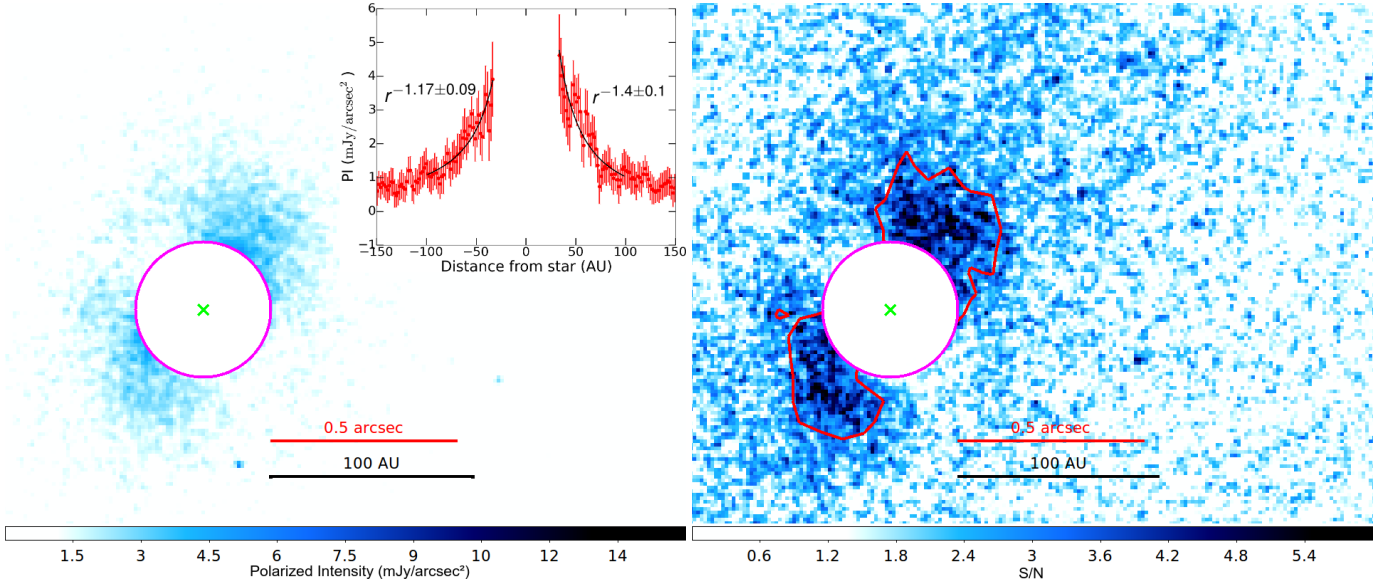 PI (mJy/arcsec²)
6
5
4
3
2
1
0
−1
r^−1.17±0.09
r^−1.4±0.1
−150 −100 −50 0 50 100 150
Distance from star (AU)
0.5 arcsec
100 AU
1.5 3 4.5 6 7.5 9 10 12 14
Polarized Intensity (mJy/arcsec²)
0.5 arcsec
100 AU
0.6 1.2 1.8 2.4 3 3.6 4.2 4.8 5.4
S/N